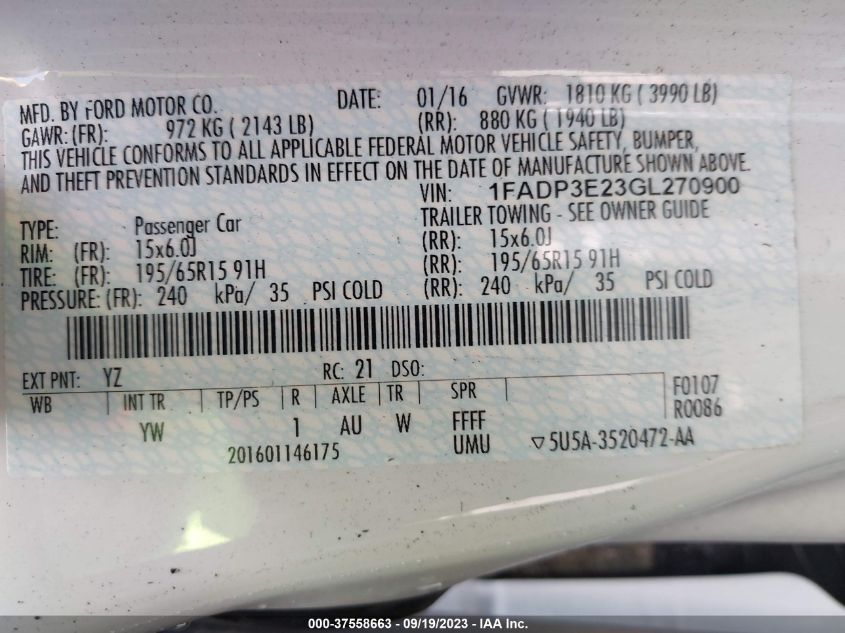 MFD. BY FORD MOTOR CO. DATE: 01/16 GVWR: 1810 KG ( 3990 LB)
GAWR: (FR): 972 KG ( 2143 LB) (RR): 880 KG ( 1940 LB)
THIS VEHICLE CONFORMS TO ALL APPLICABLE FEDERAL MOTOR VEHICLE SAFETY, BUMPER,
AND THEFT PREVENTION STANDARDS IN EFFECT ON THE DATE OF MANUFACTURE SHOWN ABOVE.
VIN: 1FADP3E23GL270900
TYPE: Passenger Car TRAILER TOWING - SEE OWNER GUIDE
RIM: (FR): 15x6.0J (RR): 15x6.0J
TIRE: (FR): 195/65R15 91H (RR): 195/65R15 91H
PRESSURE: (FR): 240 kPa/ 35 PSI COLD (RR): 240 kPa/ 35 PSI COLD
EXT PNT: YZ RC: 21 DSO:
WB INT TR TP/PS R AXLE TR SPR F0107
R0086
YW 1 AU W FFFF
201601146175 UMU ▽5U5A-3520472-AA
000-37558663 - 09/19/2023 - IAA Inc.